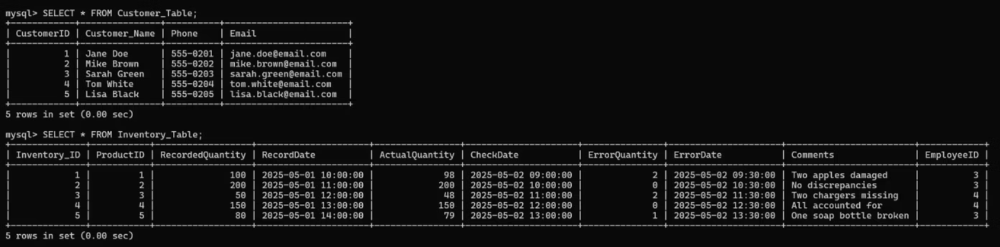 mysql> SELECT * FROM Customer_Table;
+------------+---------------+----------+-----------------------+
| CustomerID | Customer_Name | Phone    | Email                 |
+------------+---------------+----------+-----------------------+
|          1 | Jane Doe      | 555-0201 | jane.doe@email.com    |
|          2 | Mike Brown    | 555-0202 | mike.brown@email.com  |
|          3 | Sarah Green   | 555-0203 | sarah.green@email.com |
|          4 | Tom White     | 555-0204 | tom.white@email.com   |
|          5 | Lisa Black    | 555-0205 | lisa.black@email.com  |
+------------+---------------+----------+-----------------------+
5 rows in set (0.00 sec)
mysql> SELECT * FROM Inventory_Table;
+--------------+-----------+------------------+---------------------+----------------+---------------------+---------------+---------------------+------------------------+------------+
| Inventory_ID | ProductID | RecordedQuantity | RecordDate          | ActualQuantity | CheckDate           | ErrorQuantity | ErrorDate           | Comments               | EmployeeID |
+--------------+-----------+------------------+---------------------+----------------+---------------------+---------------+---------------------+------------------------+------------+
|            1 |         1 |              100 | 2025-05-01 10:00:00 |             98 | 2025-05-02 09:00:00 |             2 | 2025-05-02 09:30:00 | Two apples damaged     |          3 |
|            2 |         2 |              200 | 2025-05-01 11:00:00 |            200 | 2025-05-02 10:00:00 |             0 | 2025-05-02 10:30:00 | No discrepancies       |          3 |
|            3 |         3 |               50 | 2025-05-01 12:00:00 |             48 | 2025-05-02 11:00:00 |             2 | 2025-05-02 11:30:00 | Two chargers missing   |          4 |
|            4 |         4 |              150 | 2025-05-01 13:00:00 |            150 | 2025-05-02 12:00:00 |             0 | 2025-05-02 12:30:00 | All accounted for      |          4 |
|            5 |         5 |               80 | 2025-05-01 14:00:00 |             79 | 2025-05-02 13:00:00 |             1 | 2025-05-02 13:30:00 | One soap bottle broken |          3 |
+--------------+-----------+------------------+---------------------+----------------+---------------------+---------------+---------------------+------------------------+------------+
5 rows in set (0.00 sec)